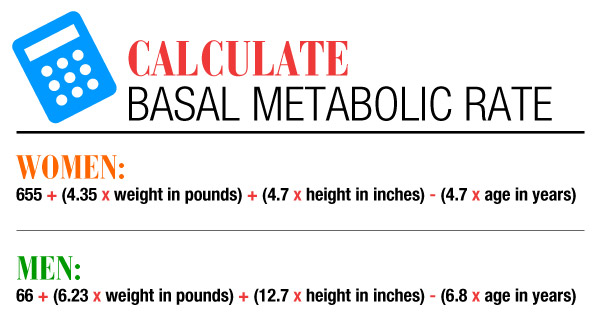 CALCULATE
BASAL METABOLIC RATE
WOMEN:
655 + (4.35 x weight in pounds) + (4.7 x height in inches) - (4.7 x age in years)
MEN:
66 + (6.23 x weight in pounds) + (12.7 x height in inches) - (6.8 x age in years)